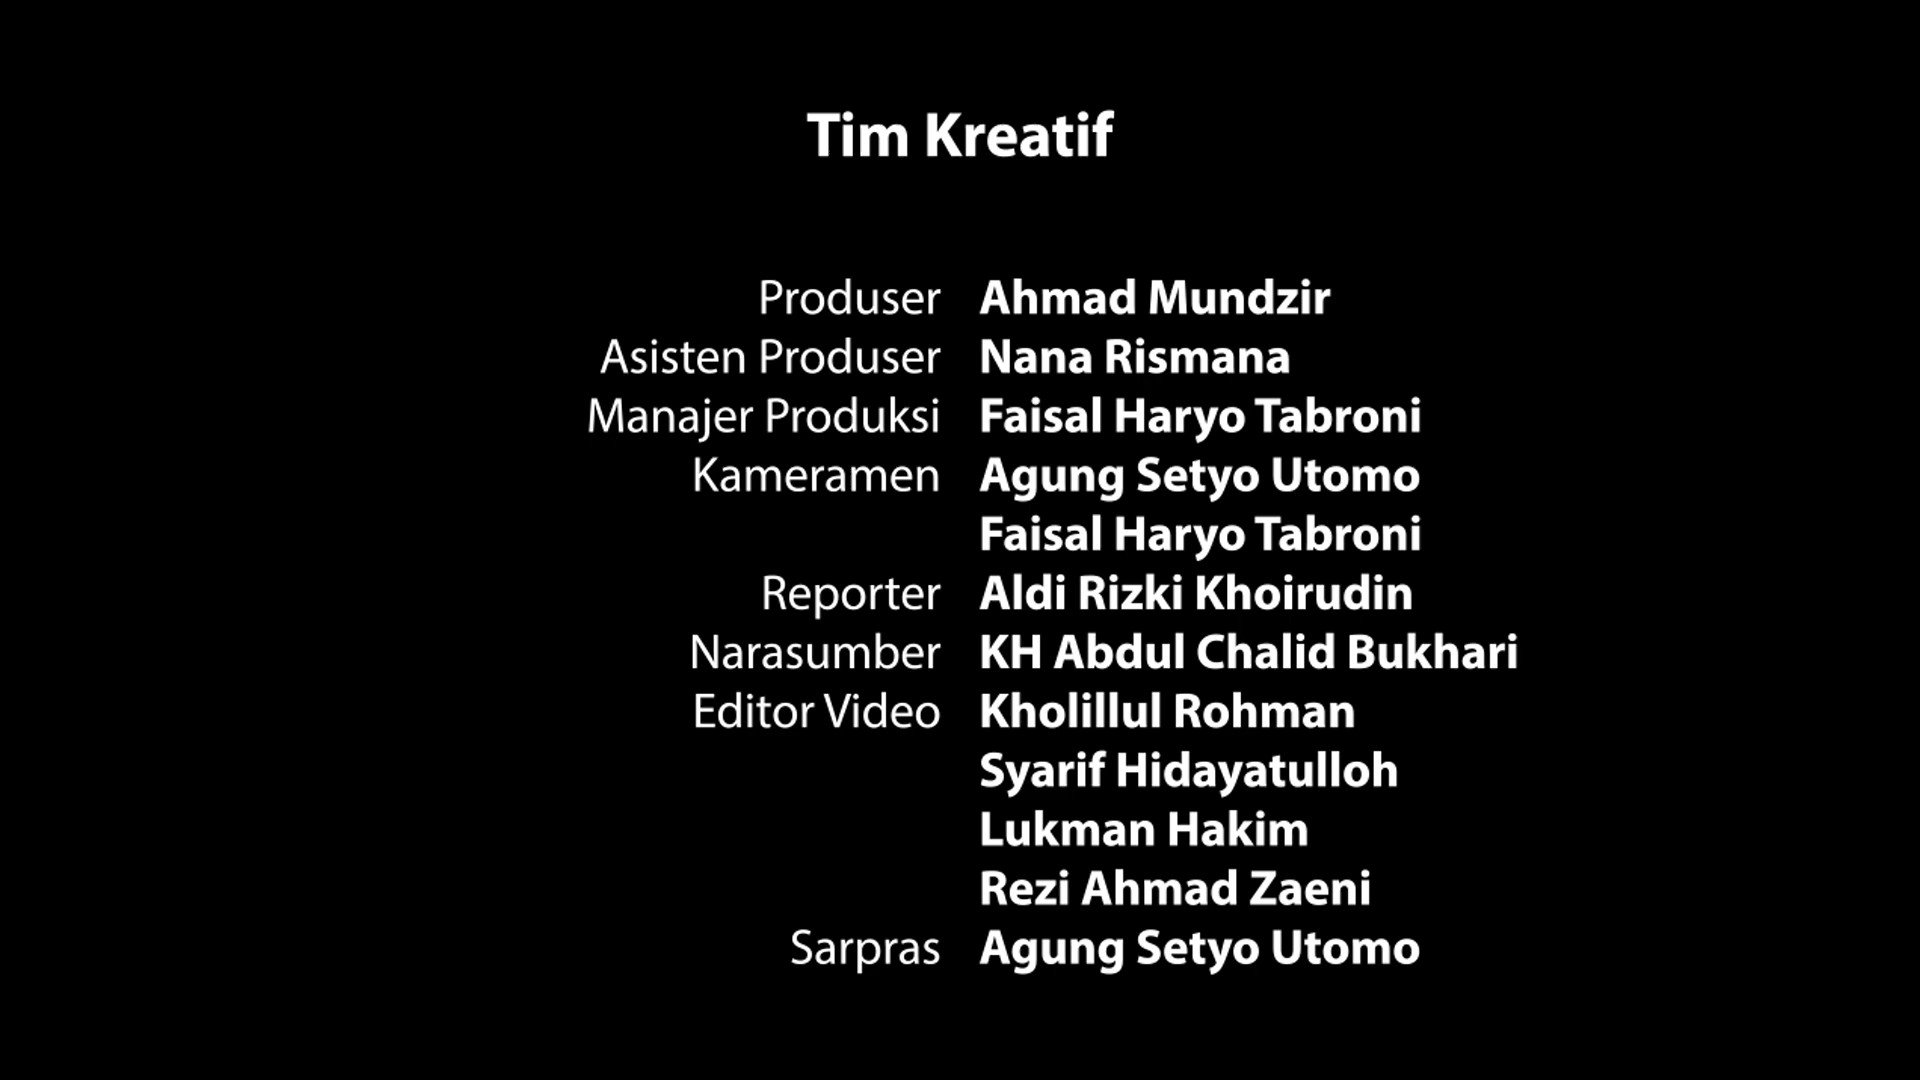 Tim Kreatif
Produser Ahmad Mundzir
Asisten Produser Nana Rismana
Manajer Produksi Faisal Haryo Tabroni
Kameramen Agung Setyo Utomo
Faisal Haryo Tabroni
Reporter Aldi Rizki Khoirudin
Narasumber KH Abdul Chalid Bukhari
Editor Video Kholillul Rohman
Syarif Hidayatulloh
Lukman Hakim
Rezi Ahmad Zaeni
Sarpras Agung Setyo Utomo